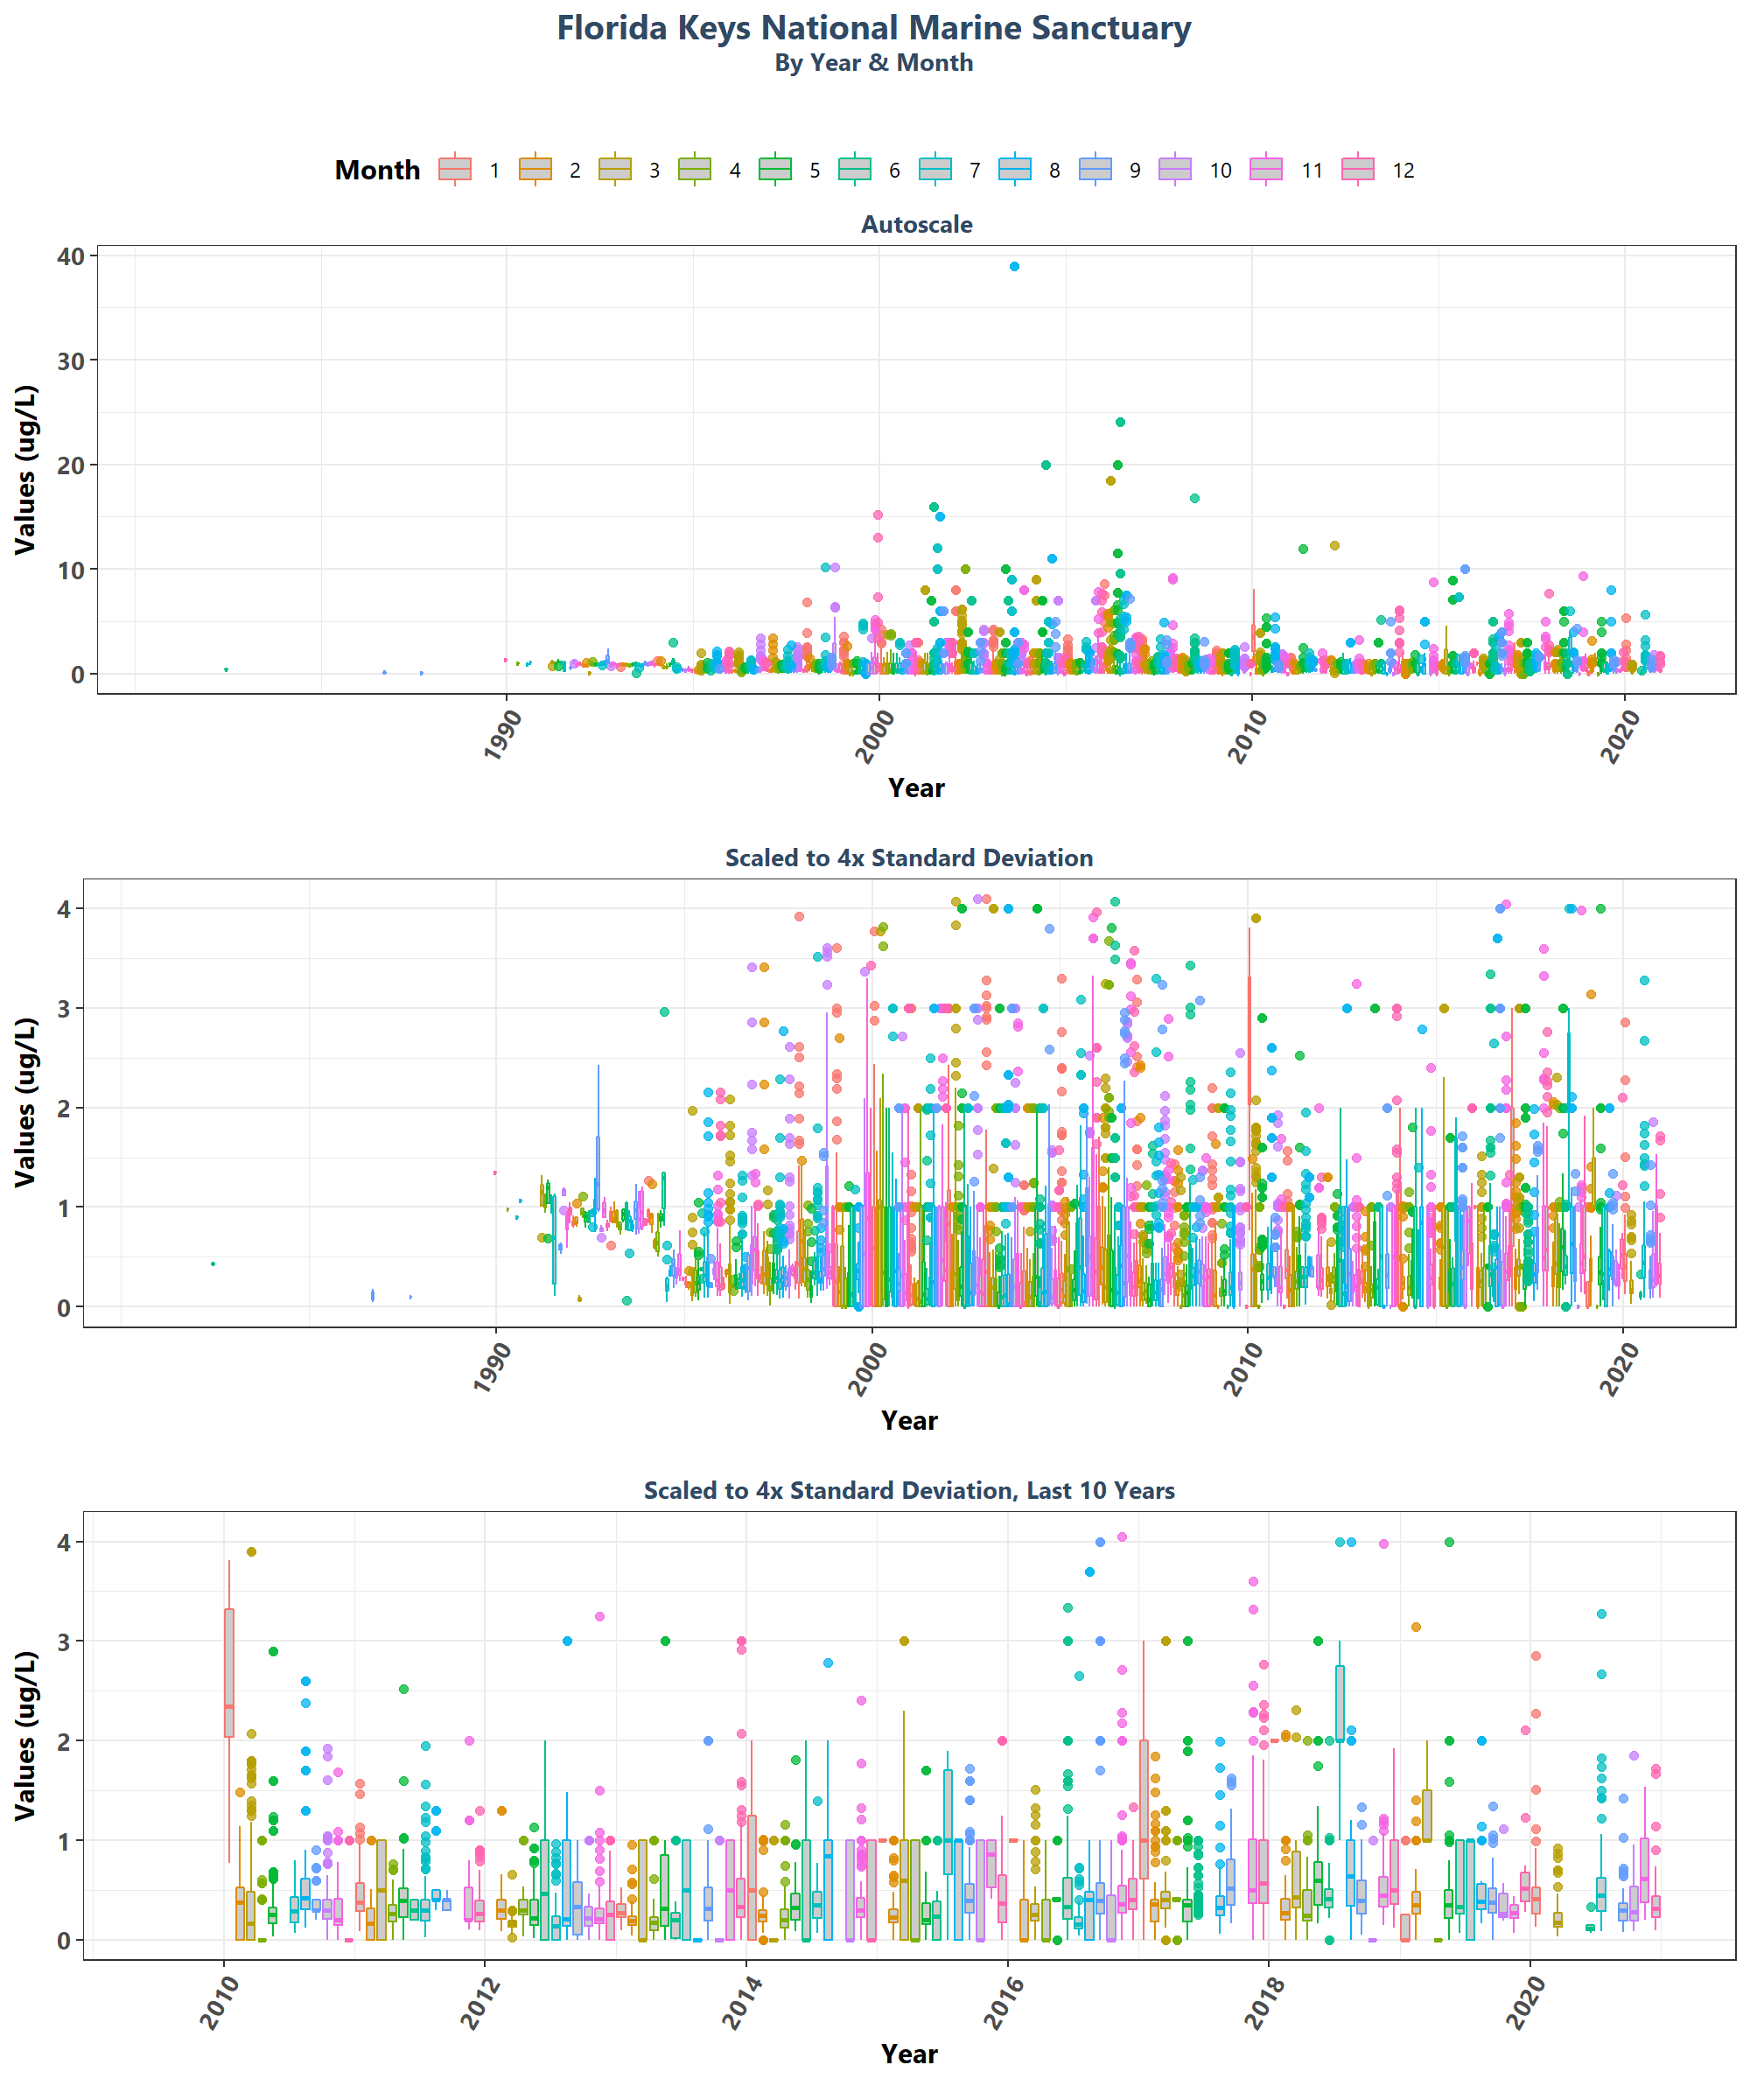 Florida Keys National Marine Sanctuary
By Year & Month
Month 1 2 3 4 5 6 7 8 9 10 11 12
Autoscale
Values (ug/L)
40
30
20
10
0
1990 2000 2010 2020
Year
Scaled to 4x Standard Deviation
Values (ug/L)
4
3
2
1
0
1990 2000 2010 2020
Year
Scaled to 4x Standard Deviation, Last 10 Years
Values (ug/L)
4
3
2
1
0
2010 2012 2014 2016 2018 2020
Year